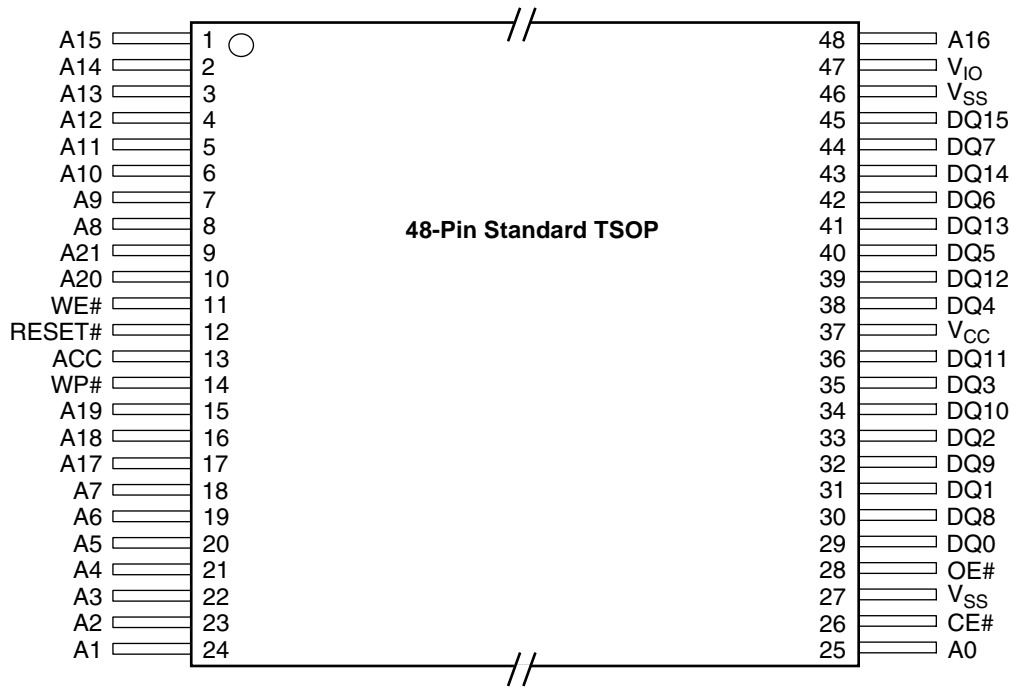 A15 1 48 A16
A14 2 47 VIO
A13 3 46 VSS
A12 4 45 DQ15
A11 5 44 DQ7
A10 6 43 DQ14
A9 7 42 DQ6
A8 8 48-Pin Standard TSOP 41 DQ13
A21 9 40 DQ5
A20 10 39 DQ12
WE# 11 38 DQ4
RESET# 12 37 VCC
ACC 13 36 DQ11
WP# 14 35 DQ3
A19 15 34 DQ10
A18 16 33 DQ2
A17 17 32 DQ9
A7 18 31 DQ1
A6 19 30 DQ8
A5 20 29 DQ0
A4 21 28 OE#
A3 22 27 VSS
A2 23 26 CE#
A1 24 25 A0